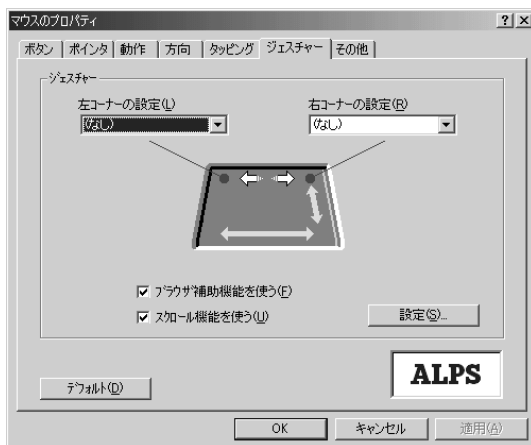 マウスのプロパティ
ボタン ポインタ 動作 方向 タッピング ジェスチャー その他
ジェスチャー
左コーナーの設定(L) 右コーナーの設定(R)
(なし) (なし)
ブラウザ補助機能を使う(F)
スクロール機能を使う(U)
設定(S)...
ALPS
デフォルト(D)
OK キャンセル 適用(A)